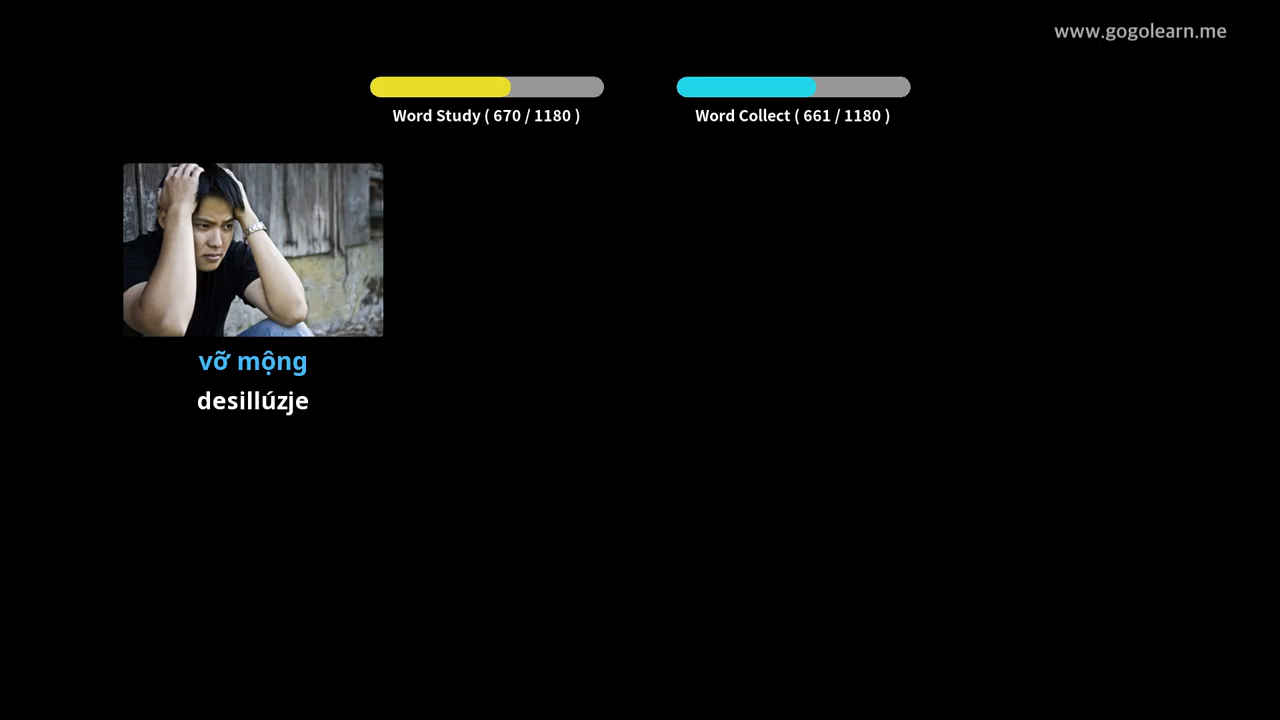 www.gogolearn.me
Word Study ( 670 / 1180 )
Word Collect ( 661 / 1180 )
vỡ mộng
desillúzje